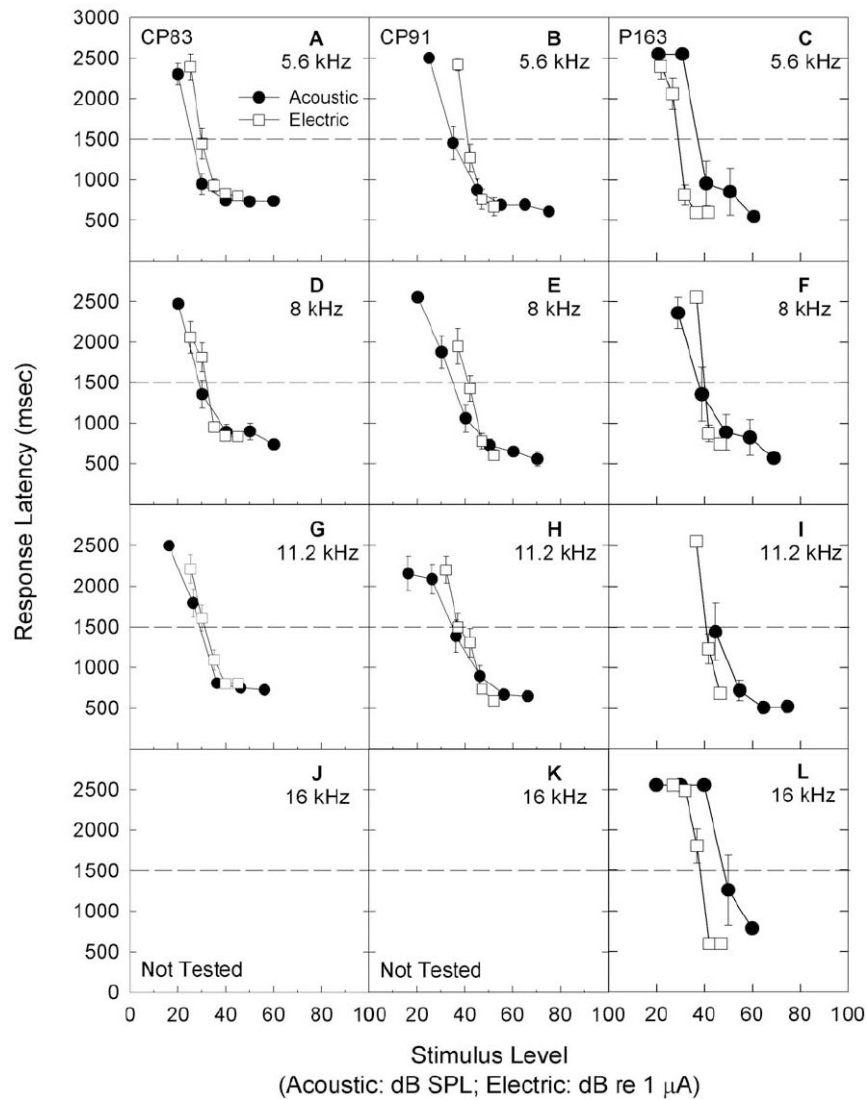 3000
2500
2000
1500
1000
500
CP83
A
5.6 kHz
Acoustic
Electric
CP91
B
5.6 kHz
P163
C
5.6 kHz
2500
2000
1500
1000
500
D
8 kHz
E
8 kHz
F
8 kHz
2500
2000
1500
1000
500
G
11.2 kHz
H
11.2 kHz
I
11.2 kHz
2500
2000
1500
1000
500
0
J
16 kHz
Not Tested
K
16 kHz
Not Tested
L
16 kHz
0 20 40 60 80 100 20 40 60 80 100 20 40 60 80 100
Response Latency (msec)
Stimulus Level
(Acoustic: dB SPL; Electric: dB re 1 μA)